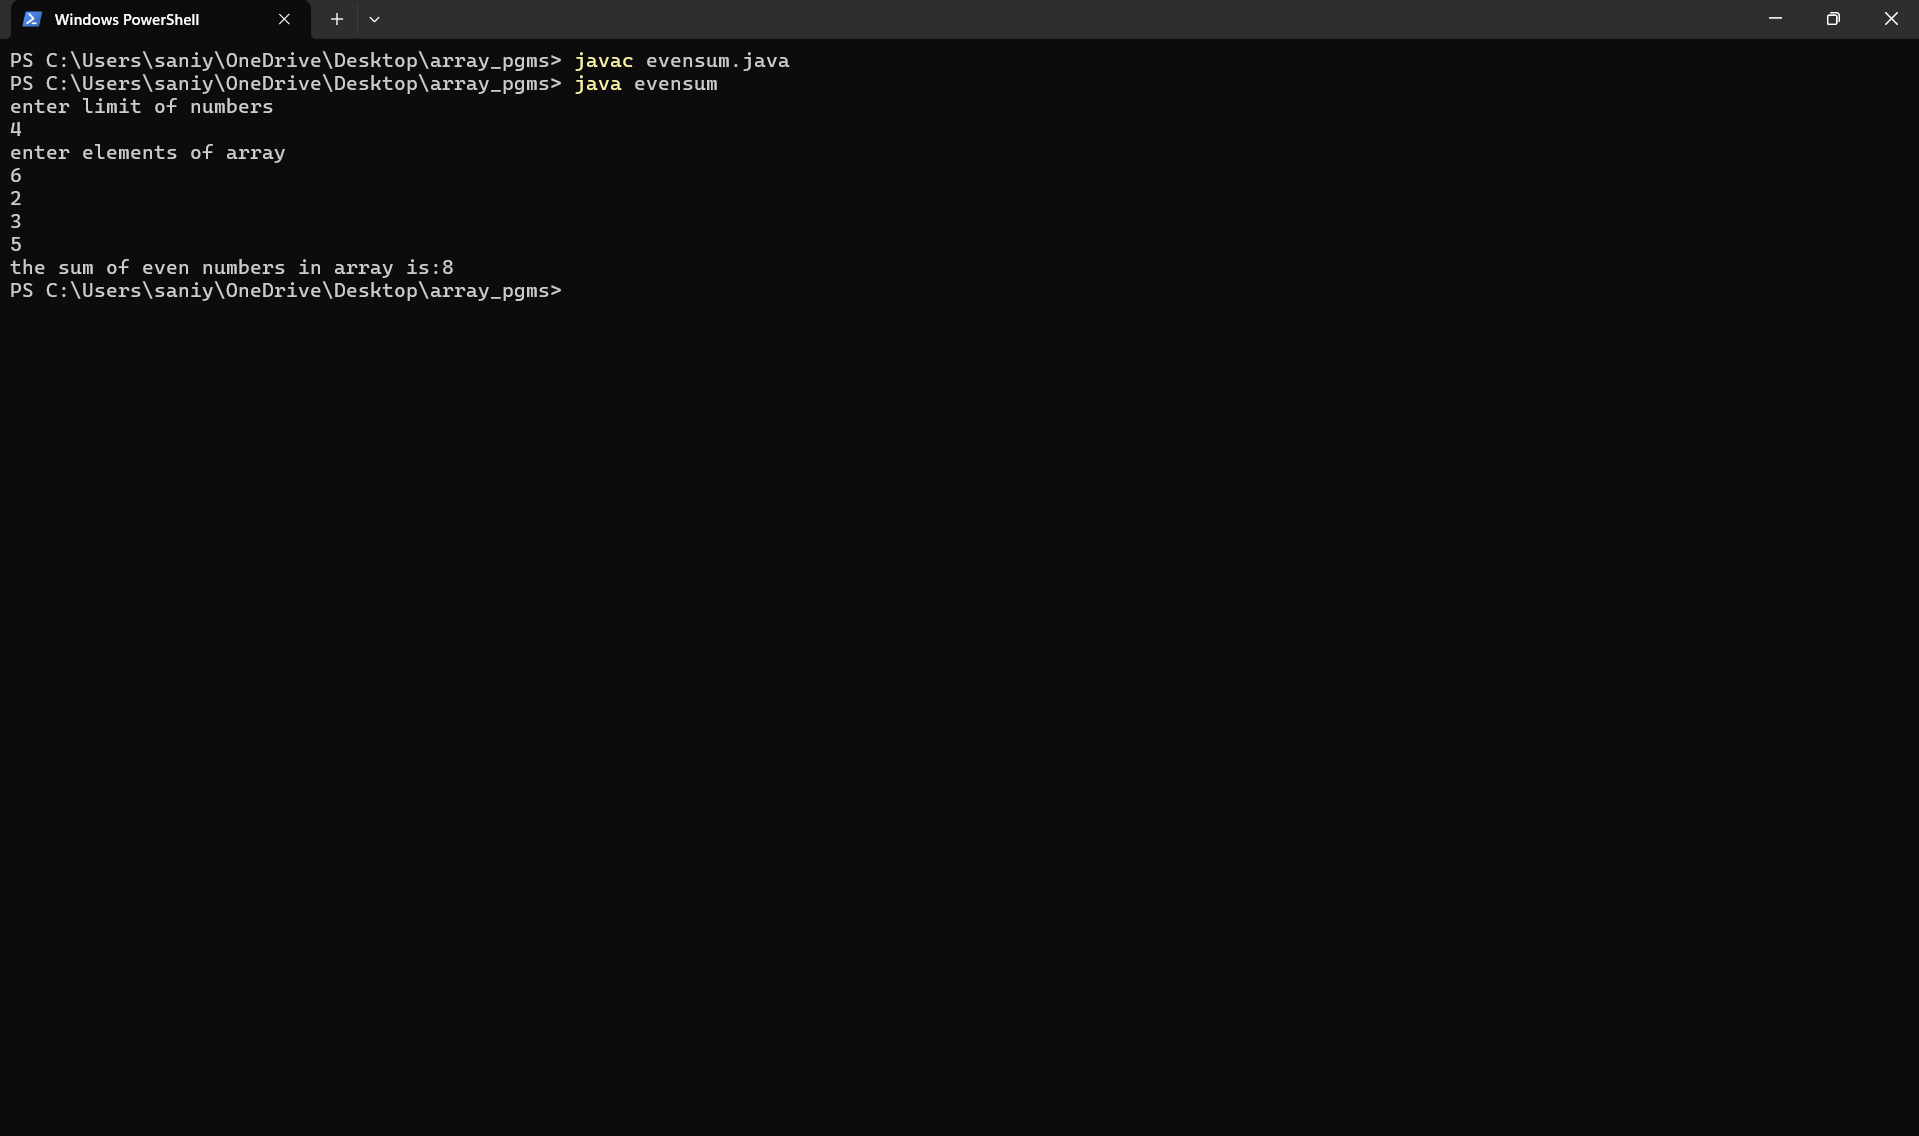 Windows PowerShell
PS C:\Users\saniy\OneDrive\Desktop\array_pgms> javac evensum.java
PS C:\Users\saniy\OneDrive\Desktop\array_pgms> java evensum
enter limit of numbers
4
enter elements of array
6
2
3
5
the sum of even numbers in array is:8
PS C:\Users\saniy\OneDrive\Desktop\array_pgms>